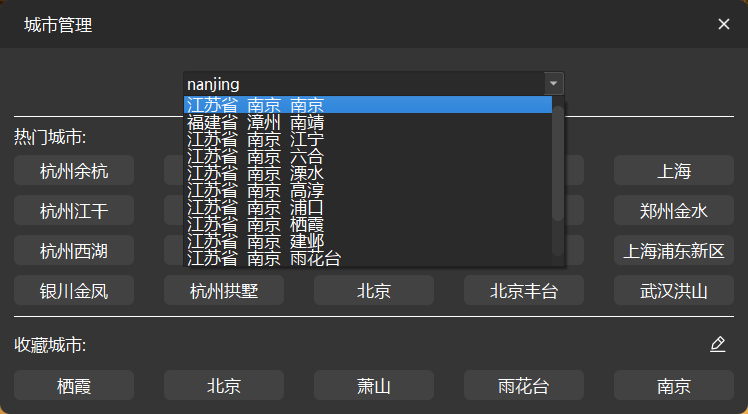 城市管理
nanjing
江苏省 南京 南京
福建省 漳州 南靖
江苏省 南京 江宁
江苏省 南京 六合
江苏省 南京 溧水
江苏省 南京 高淳
江苏省 南京 浦口
江苏省 南京 栖霞
江苏省 南京 建邺
江苏省 南京 雨花台
热门城市:
杭州余杭 上海
杭州江干 郑州金水
杭州西湖 上海浦东新区
银川金凤 杭州拱墅 北京 北京丰台 武汉洪山
收藏城市:
栖霞 北京 萧山 雨花台 南京